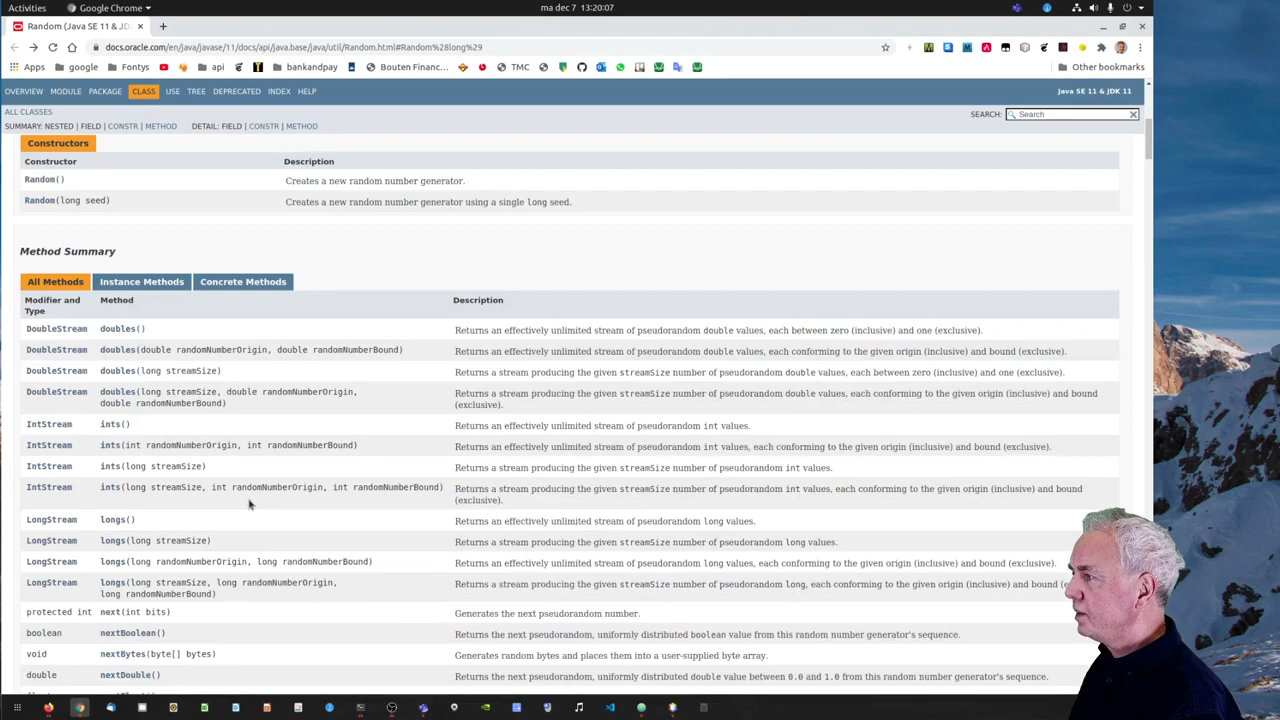 Activities
Google Chrome
ma dec 7 13:20:07
Random (Java SE 11 & JD
docs.oracle.com/en/java/javase/11/docs/api/java.base/java/util/Random.html#Random%28long%29
Apps
google
Fontys
api
bankandpay
Bouten Financ...
TMC
Other bookmarks
OVERVIEW MODULE PACKAGE CLASS USE TREE DEPRECATED INDEX HELP
Java SE 11 & JDK 11
ALL CLASSES
SEARCH: Search
SUMMARY: NESTED | FIELD | CONSTR | METHOD DETAIL: FIELD | CONSTR | METHOD
Constructors
Constructor Description
Random() Creates a new random number generator.
Random(long seed) Creates a new random number generator using a single long seed.
Method Summary
All Methods Instance Methods Concrete Methods
Modifier and
Type
Method Description
DoubleStream doubles() Returns an effectively unlimited stream of pseudorandom double values, each between zero (inclusive) and one (exclusive).
DoubleStream doubles(double randomNumberOrigin, double randomNumberBound) Returns an effectively unlimited stream of pseudorandom double values, each conforming to the given origin (inclusive) and bound (exclusive).
DoubleStream doubles(long streamSize) Returns a stream producing the given streamSize number of pseudorandom double values, each between zero (inclusive) and one (exclusive).
DoubleStream doubles(long streamSize, double randomNumberOrigin, Returns a stream producing the given streamSize number of pseudorandom double values, each conforming to the given origin (inclusive) and bound
double randomNumberBound) (exclusive).
IntStream ints() Returns an effectively unlimited stream of pseudorandom int values.
IntStream ints(int randomNumberOrigin, int randomNumberBound) Returns an effectively unlimited stream of pseudorandom int values, each conforming to the given origin (inclusive) and bound (exclusive).
IntStream ints(long streamSize) Returns a stream producing the given streamSize number of pseudorandom int values.
IntStream ints(long streamSize, int randomNumberOrigin, int randomNumberBound) Returns a stream producing the given streamSize number of pseudorandom int values, each conforming to the given origin (inclusive) and bound
(exclusive).
LongStream longs() Returns an effectively unlimited stream of pseudorandom long values.
LongStream longs(long streamSize) Returns a stream producing the given streamSize number of pseudorandom long values.
LongStream longs(long randomNumberOrigin, long randomNumberBound) Returns an effectively unlimited stream of pseudorandom long values, each conforming to the given origin (inclusive) and bound (exclusive).
LongStream longs(long streamSize, long randomNumberOrigin, Returns a stream producing the given streamSize number of pseudorandom long, each conforming to the given origin (inclusive) and bound
long randomNumberBound)
protected int next(int bits) Generates the next pseudorandom number.
boolean nextBoolean() Returns the next pseudorandom, uniformly distributed boolean value from this random number generator's sequence.
void nextBytes(byte[] bytes) Generates random bytes and places them into a user-supplied byte array.
double nextDouble() Returns the next pseudorandom, uniformly distributed double value between 0.0 and 1.0 from this random number generator's sequence.